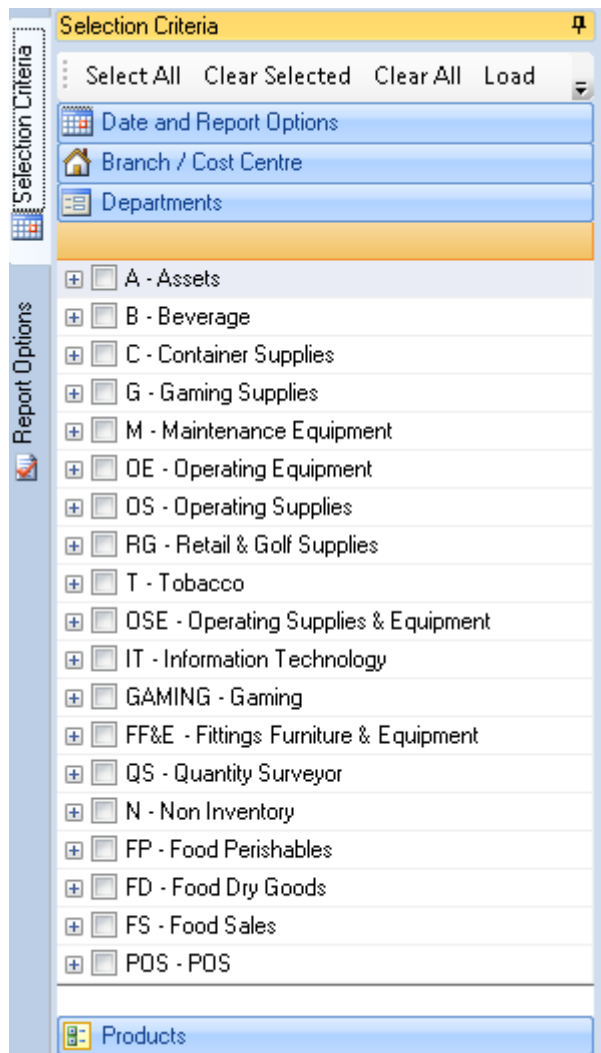 Selection Criteria
Select All Clear Selected Clear All Load
Date and Report Options
Branch / Cost Centre
Departments
A - Assets
B - Beverage
C - Container Supplies
G - Gaming Supplies
M - Maintenance Equipment
OE - Operating Equipment
OS - Operating Supplies
RG - Retail & Golf Supplies
T - Tobacco
OSE - Operating Supplies & Equipment
IT - Information Technology
GAMING - Gaming
FF&E - Fittings Furniture & Equipment
QS - Quantity Surveyor
N - Non Inventory
FP - Food Perishables
FD - Food Dry Goods
FS - Food Sales
POS - POS
Products
Selection Criteria
Report Options